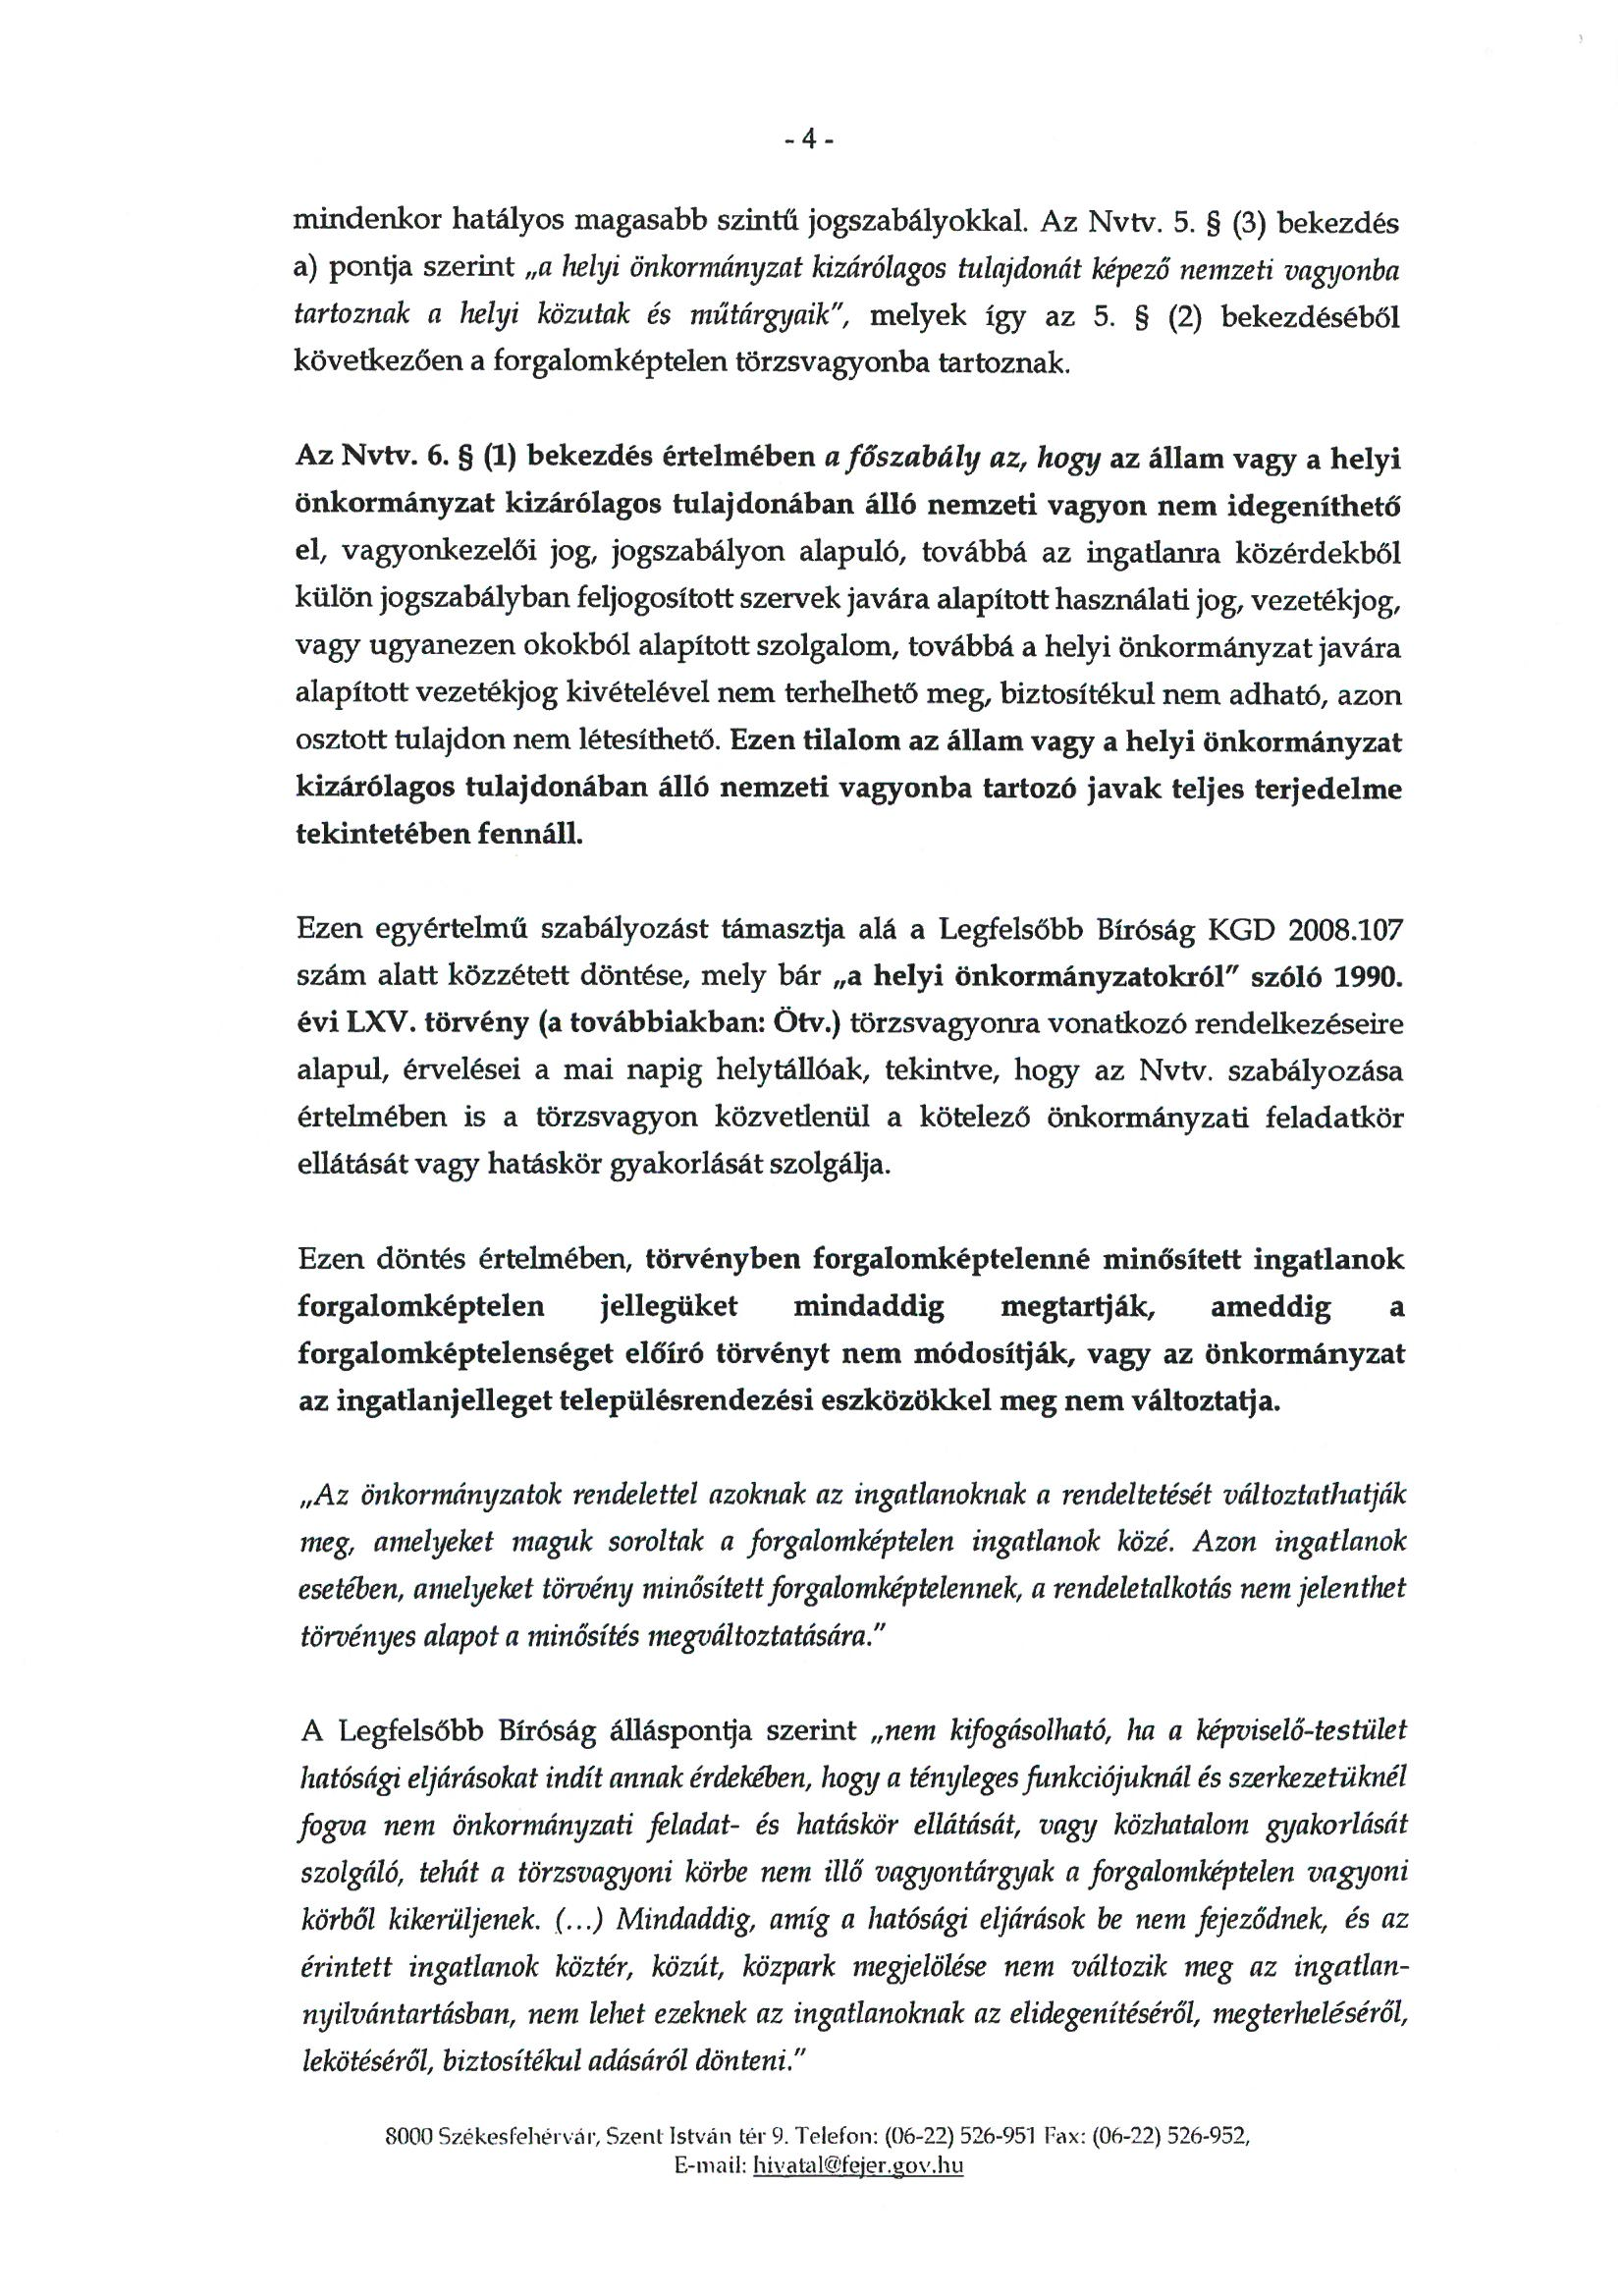 - 4 -
mindenkor hatályos magasabb szintű jogszabályokkal. Az Nvtv. 5. § (3) bekezdés
a) pontja szerint „a helyi önkormányzat kizárólagos tulajdonát képező nemzeti vagyonba
tartoznak a helyi közutak és műtárgyaik", melyek így az 5. § (2) bekezdéséből
következően a forgalomképtelen törzsvagyonba tartoznak.
Az Nvtv. 6. § (1) bekezdés értelmében a főszabály az, hogy az állam vagy a helyi
önkormányzat kizárólagos tulajdonában álló nemzeti vagyon nem idegeníthető
el, vagyonkezelői jog, jogszabályon alapuló, továbbá az ingatlanra közérdekből
külön jogszabályban feljogosított szervek javára alapított használati jog, vezetékjog,
vagy ugyanezen okokból alapított szolgalom, továbbá a helyi önkormányzat javára
alapított vezetékjog kivételével nem terhelhető meg, biztosítékul nem adható, azon
osztott tulajdon nem létesíthető. Ezen tilalom az állam vagy a helyi önkormányzat
kizárólagos tulajdonában álló nemzeti vagyonba tartozó javak teljes terjedelme
tekintetében fennáll.
Ezen egyértelmű szabályozást támasztja alá a Legfelsőbb Bíróság KGD 2008.107
szám alatt közzétett döntése, mely bár „a helyi önkormányzatokról" szóló 1990.
évi LXV. törvény (a továbbiakban: Ötv.) törzsvagyonra vonatkozó rendelkezéseire
alapul, érvelései a mai napig helytállóak, tekintve, hogy az Nvtv. szabályozása
értelmében is a törzsvagyon közvetlenül a kötelező önkormányzati feladatkör
ellátását vagy hatáskör gyakorlását szolgálja.
Ezen döntés értelmében, törvényben forgalomképtelenné minősített ingatlanok
forgalomképtelen jellegüket mindaddig megtartják, ameddig a
forgalomképtelenséget előíró törvényt nem módosítják, vagy az önkormányzat
az ingatlanjelleget településrendezési eszközökkel meg nem változtatja.
„Az önkormányzatok rendelettel azoknak az ingatlanoknak a rendeltetését változtathatják
meg, amelyeket maguk soroltak a forgalomképtelen ingatlanok közé. Azon ingatlanok
esetében, amelyeket törvény minősített forgalomképtelennek, a rendeletalkotás nem jelenthet
törvényes alapot a minősítés megváltoztatására."
A Legfelsőbb Bíróság álláspontja szerint „nem kifogásolható, ha a képviselő-testület
hatósági eljárásokat indít annak érdekében, hogy a tényleges funkciójuknál és szerkezetüknél
fogva nem önkormányzati feladat- és hatáskör ellátását, vagy közhatalom gyakorlását
szolgáló, tehát a törzsvagyoni körbe nem illő vagyontárgyak a forgalomképtelen vagyoni
körből kikerüljenek. (...) Mindaddig, amíg a hatósági eljárások be nem fejeződnek, és az
érintett ingatlanok köztér, közút, közpark megjelölése nem változik meg az ingatlan-
nyilvántartásban, nem lehet ezeknek az ingatlanoknak az elidegenítéséről, megterheléséről,
lekötéséről, biztosítékul adásáról dönteni."
8000 Székesfehérvár, Szent István tér 9. Telefon: (06-22) 526-951 Fax: (06-22) 526-952,
E-mail: hivatal@fejer.gov.hu